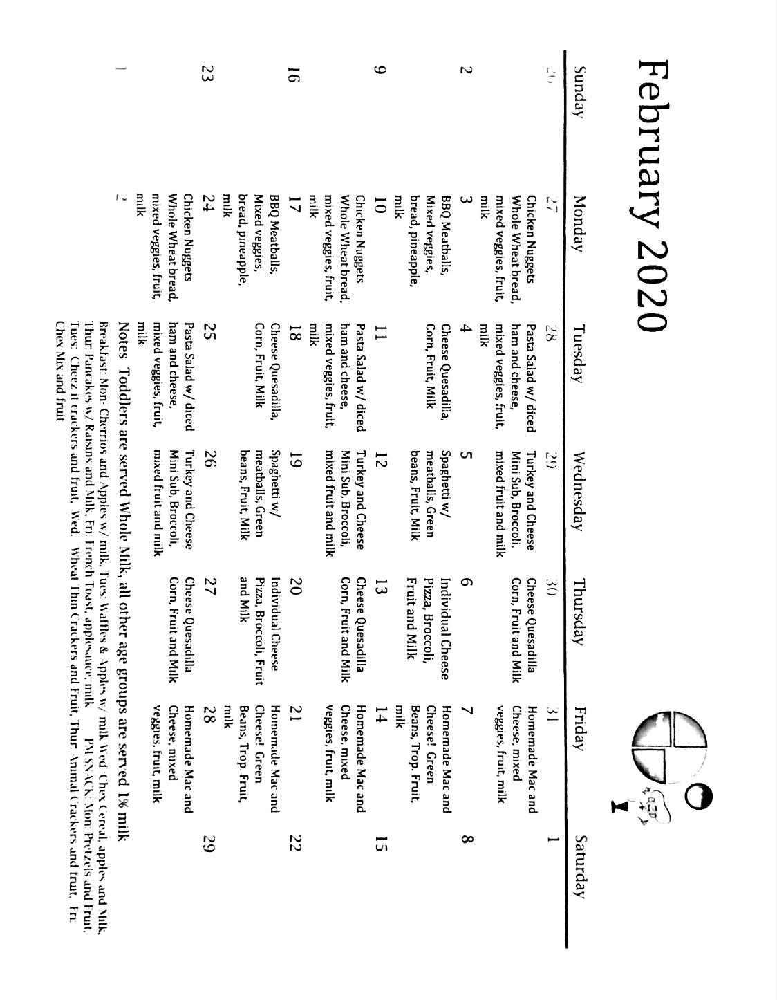 February 2020
Sunday Monday Tuesday Wednesday Thursday Friday Saturday
26 27 28 29 30 31 1
Chicken Nuggets Pasta Salad w/ diced Turkey and Cheese Cheese Quesadilla Homemade Mac and
Whole Wheat bread, ham and cheese, Mini Sub, Broccoli, Corn, Fruit and Milk Cheese, mixed
mixed veggies, fruit, mixed veggies, fruit, mixed fruit and milk veggies, fruit, milk
milk milk
2 3 4 5 6 7 8
BBQ Meatballs, Cheese Quesadilla, Spaghetti w/ Individual Cheese Homemade Mac and
Mixed veggies, Corn, Fruit, Milk meatballs, Green Pizza, Broccoli, Cheese! Green
bread, pineapple, beans, Fruit, Milk Fruit and Milk Beans, Trop. Fruit,
milk milk
9 10 11 12 13 14 15
Chicken Nuggets Pasta Salad w/ diced Turkey and Cheese Cheese Quesadilla Homemade Mac and
Whole Wheat bread, ham and cheese, Mini Sub, Broccoli, Corn, Fruit and Milk Cheese, mixed
mixed veggies, fruit, mixed veggies, fruit, mixed fruit and milk veggies, fruit, milk
milk milk
16 17 18 19 20 21 22
BBQ Meatballs, Cheese Quesadilla, Spaghetti w/ Individual Cheese Homemade Mac and
Mixed veggies, Corn, Fruit, Milk meatballs, Green Pizza, Broccoli, Fruit Cheese! Green
bread, pineapple, beans, Fruit, Milk and Milk Beans, Trop. Fruit,
milk milk
23 24 25 26 27 28 29
Chicken Nuggets Pasta Salad w/ diced Turkey and Cheese Cheese Quesadilla Homemade Mac and
Whole Wheat bread, ham and cheese, Mini Sub, Broccoli, Corn, Fruit and Milk Cheese, mixed
mixed veggies, fruit, mixed veggies, fruit, mixed fruit and milk veggies, fruit, milk
milk milk
1 2 Notes Toddlers are served Whole Milk, all other age groups are served 1% milk
Breakfast: Mon- Cherrios and Apples w/ milk, Tues: Waffles & Apples w/ milk Wed :Chex Cereal, apples and Milk,
Thur: Pancakes w/ Raisins and Milk, Fri: French Toast, applesauce, milk PM SNACK: Mon: Pretzels and Fruit,
Tues: Cheez it crackers and fruit, Wed. Wheat Thin Crackers and Fruit, Thur: Animal Crackers and fruit, Fri:
Chex Mix and fruit